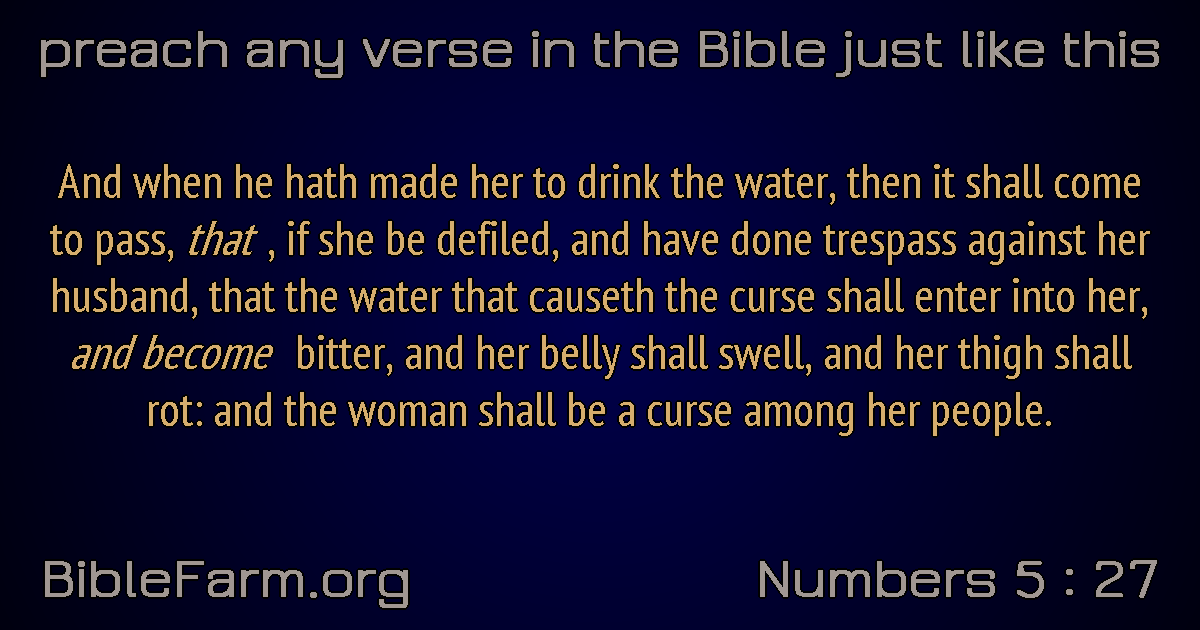 preach any verse in the Bible just like this
And when he hath made her to drink the water, then it shall come
to pass, that , if she be defiled, and have done trespass against her
husband, that the water that causeth the curse shall enter into her,
and become bitter, and her belly shall swell, and her thigh shall
rot: and the woman shall be a curse among her people.
BibleFarm.org
Numbers 5 : 27